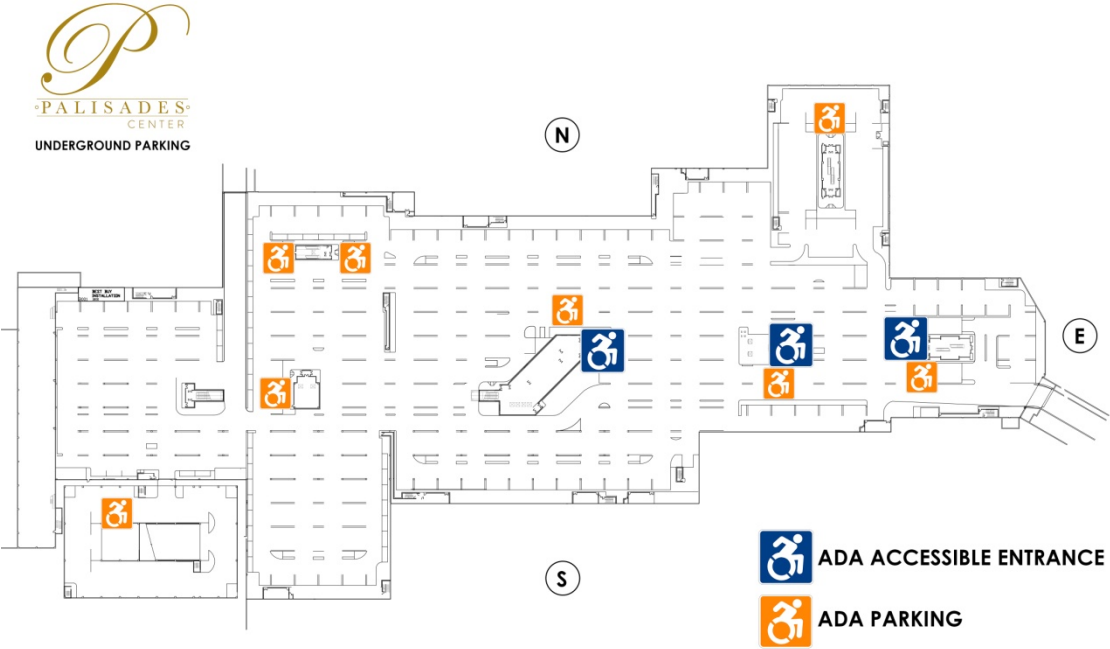 P
PALISADES
CENTER
UNDERGROUND PARKING
N
BEST BUY
INSTALLATION
E
S
ADA ACCESSIBLE ENTRANCE
ADA PARKING